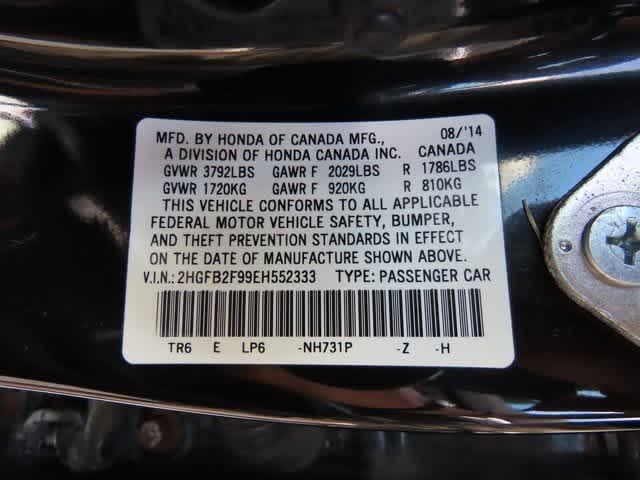 MFD. BY HONDA OF CANADA MFG., 08/'14
A DIVISION OF HONDA CANADA INC. CANADA
GVWR 3792LBS GAWR F 2029LBS R 1786LBS
GVWR 1720KG GAWR F 920KG R 810KG
THIS VEHICLE CONFORMS TO ALL APPLICABLE
FEDERAL MOTOR VEHICLE SAFETY, BUMPER,
AND THEFT PREVENTION STANDARDS IN EFFECT
ON THE DATE OF MANUFACTURE SHOWN ABOVE.
V.I.N.: 2HGFB2F99EH552333 TYPE: PASSENGER CAR
TR6 E LP6 -NH731P -Z -H